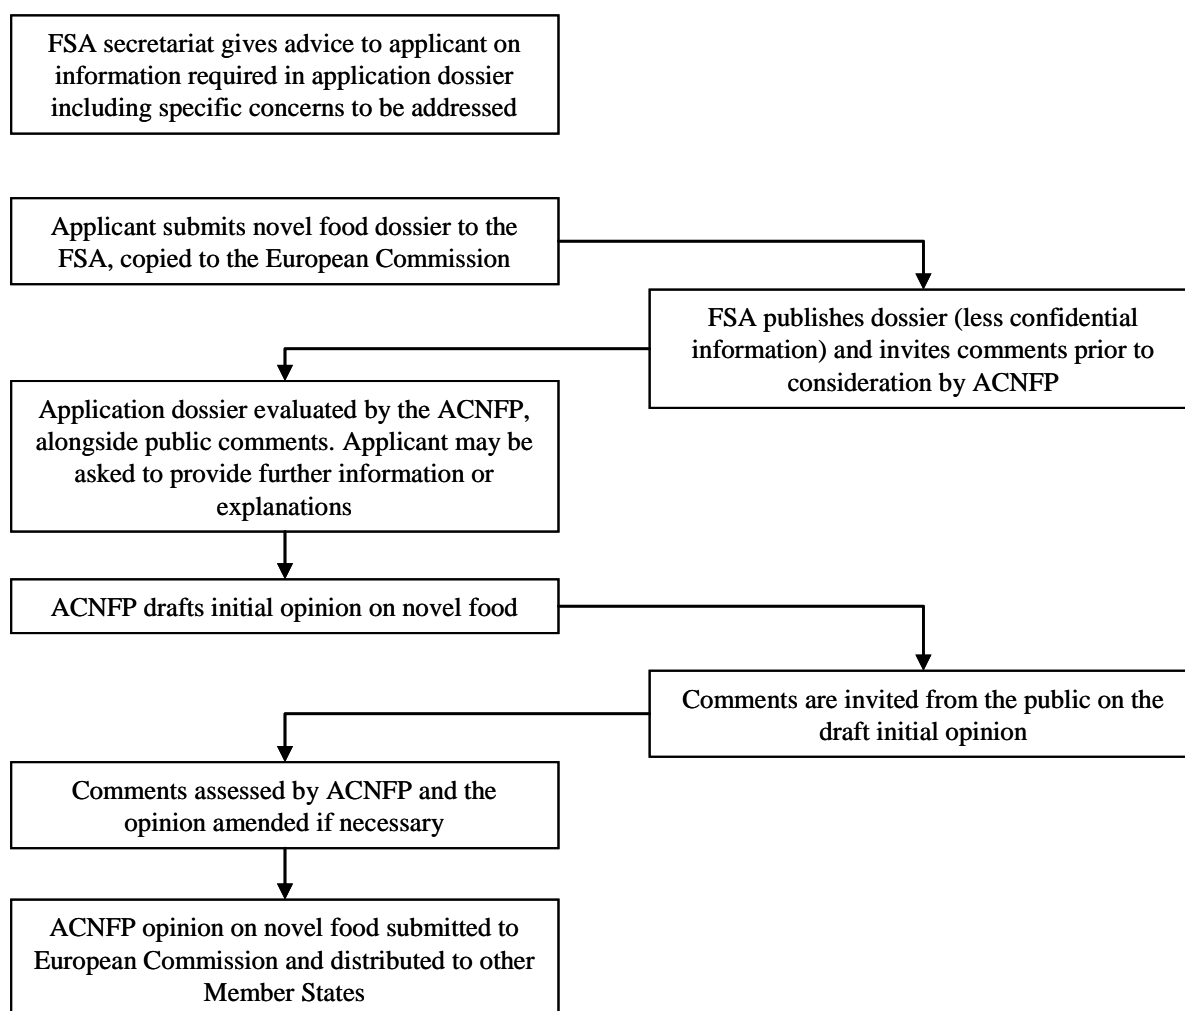 FSA secretariat gives advice to applicant on
information required in application dossier
including specific concerns to be addressed
Applicant submits novel food dossier to the
FSA, copied to the European Commission
FSA publishes dossier (less confidential
information) and invites comments prior to
consideration by ACNFP
Application dossier evaluated by the ACNFP,
alongside public comments. Applicant may be
asked to provide further information or
explanations
ACNFP drafts initial opinion on novel food
Comments are invited from the public on the
draft initial opinion
Comments assessed by ACNFP and the
opinion amended if necessary
ACNFP opinion on novel food submitted to
European Commission and distributed to other
Member States